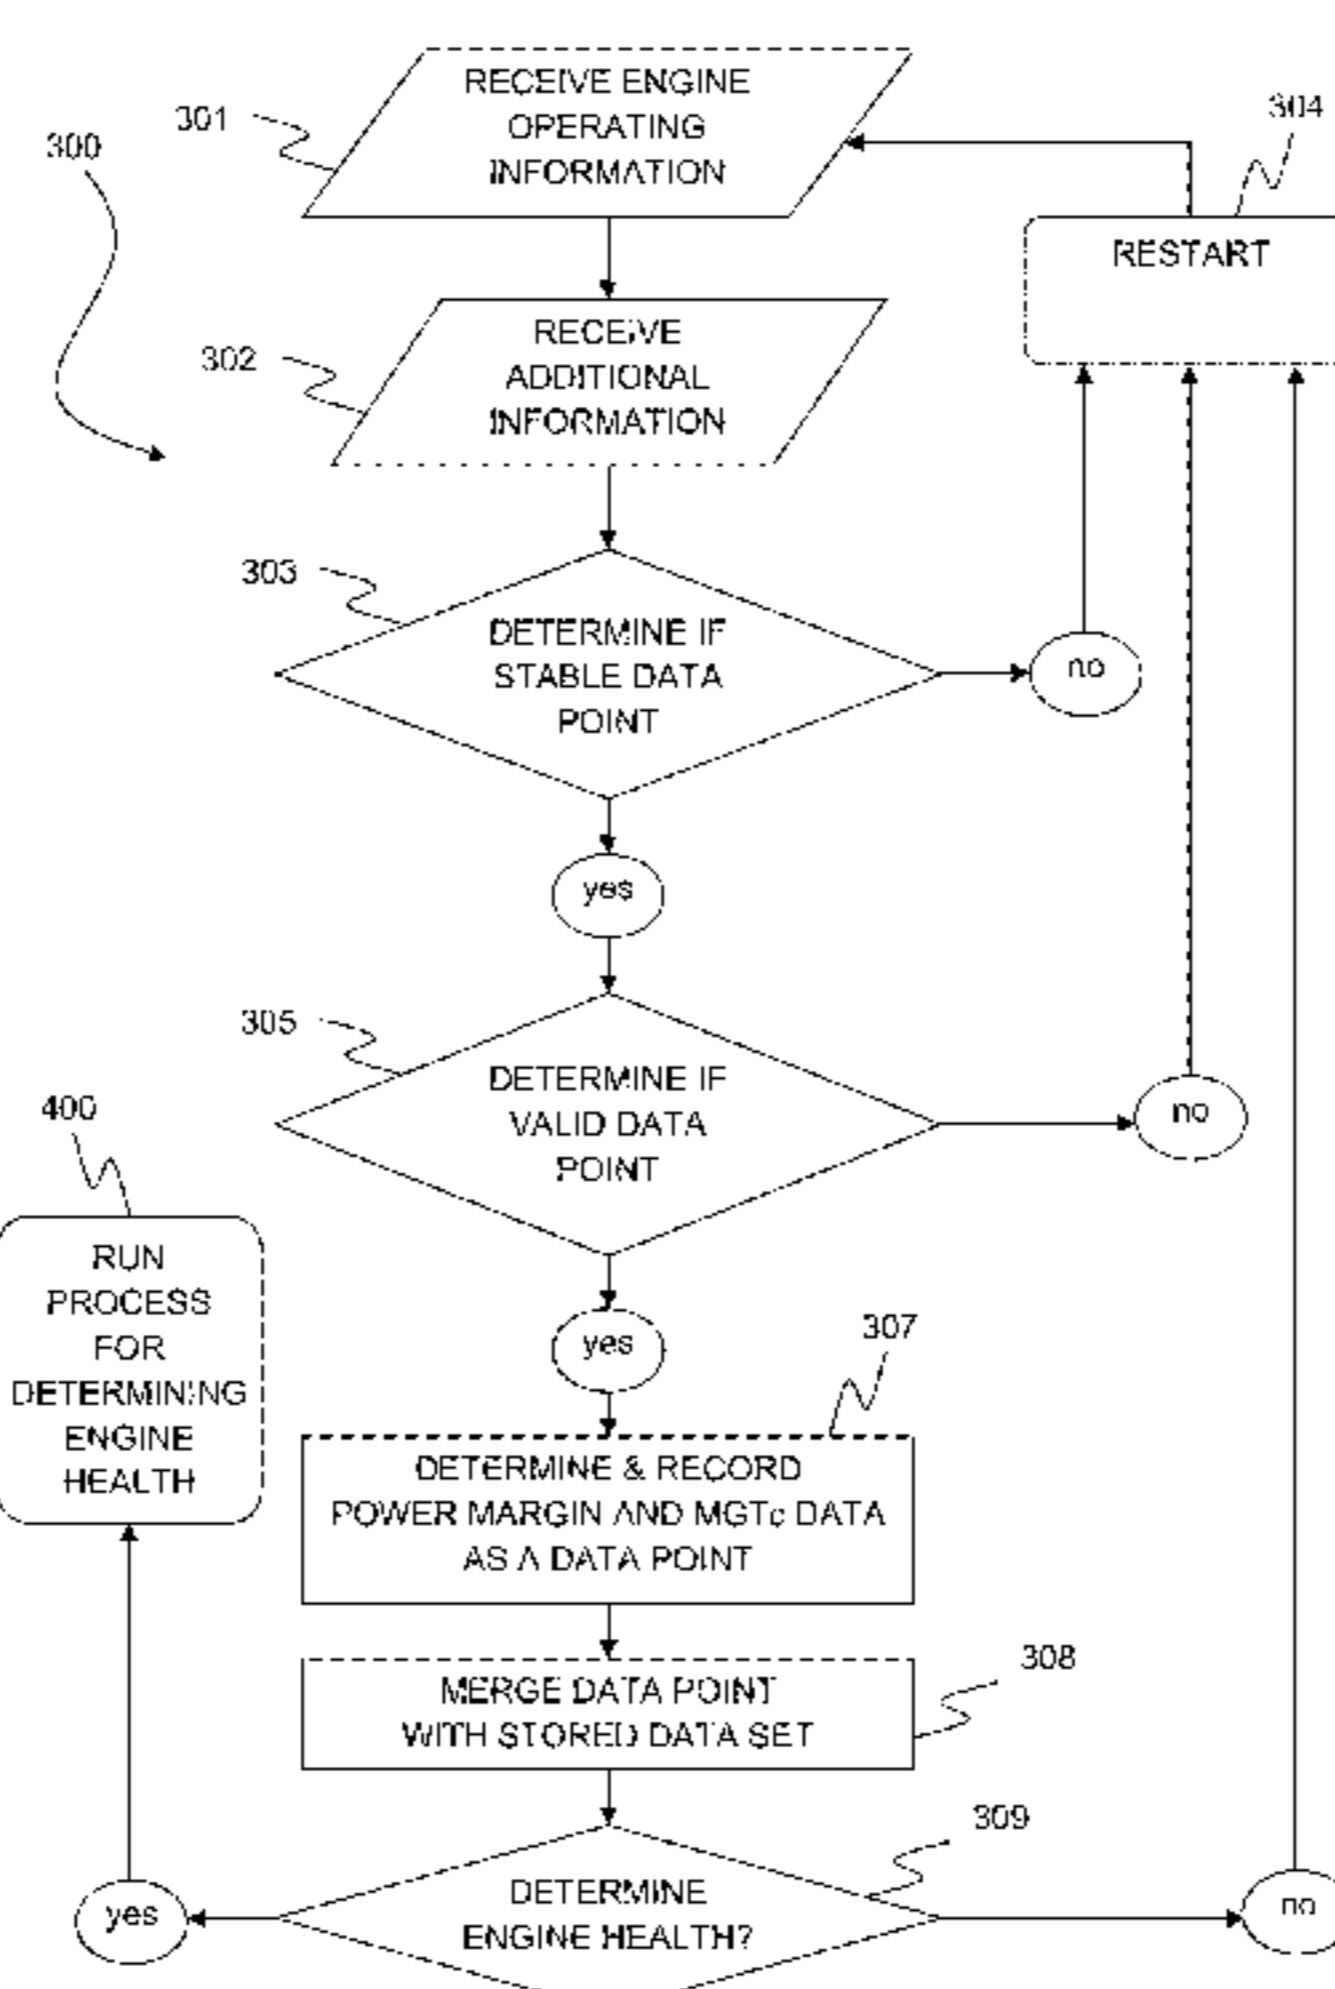 RECEIVE ENGINE
OPERATING
INFORMATION
301
304
300
RESTART
302
RECEIVE
ADDITIONAL
INFORMATION
303
DETERMINE IF
STABLE DATA
POINT
no
yes
305
DETERMINE IF
VALID DATA
POINT
no
400
RUN
PROCESS
FOR
DETERMINING
ENGINE
HEALTH
yes
307
DETERMINE & RECORD
POWER MARGIN AND MGTc DATA
AS A DATA POINT
308
MERGE DATA POINT
WITH STORED DATA SET
309
DETERMINE
ENGINE HEALTH?
yes
no